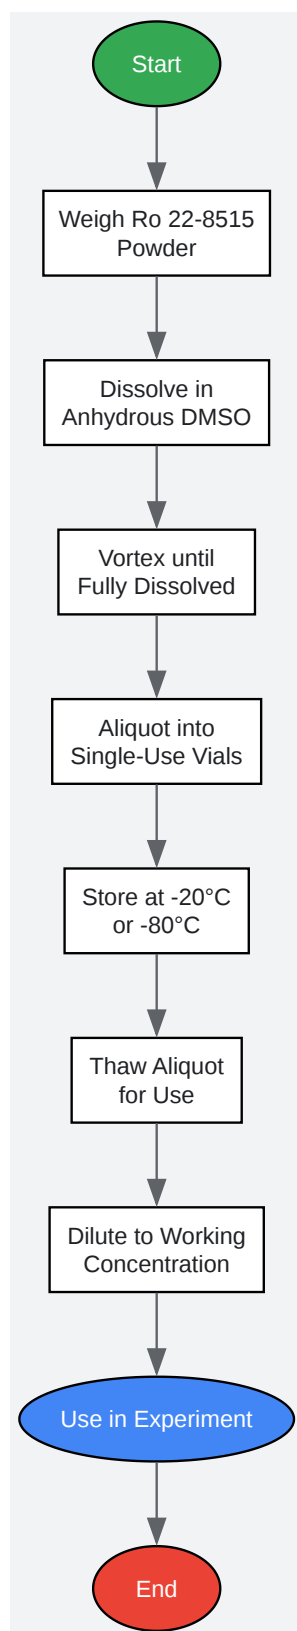 Start
Weigh Ro 22-8515
Powder
Dissolve in
Anhydrous DMSO
Vortex until
Fully Dissolved
Aliquot into
Single-Use Vials
Store at -20°C
or -80°C
Thaw Aliquot
for Use
Dilute to Working
Concentration
Use in Experiment
End